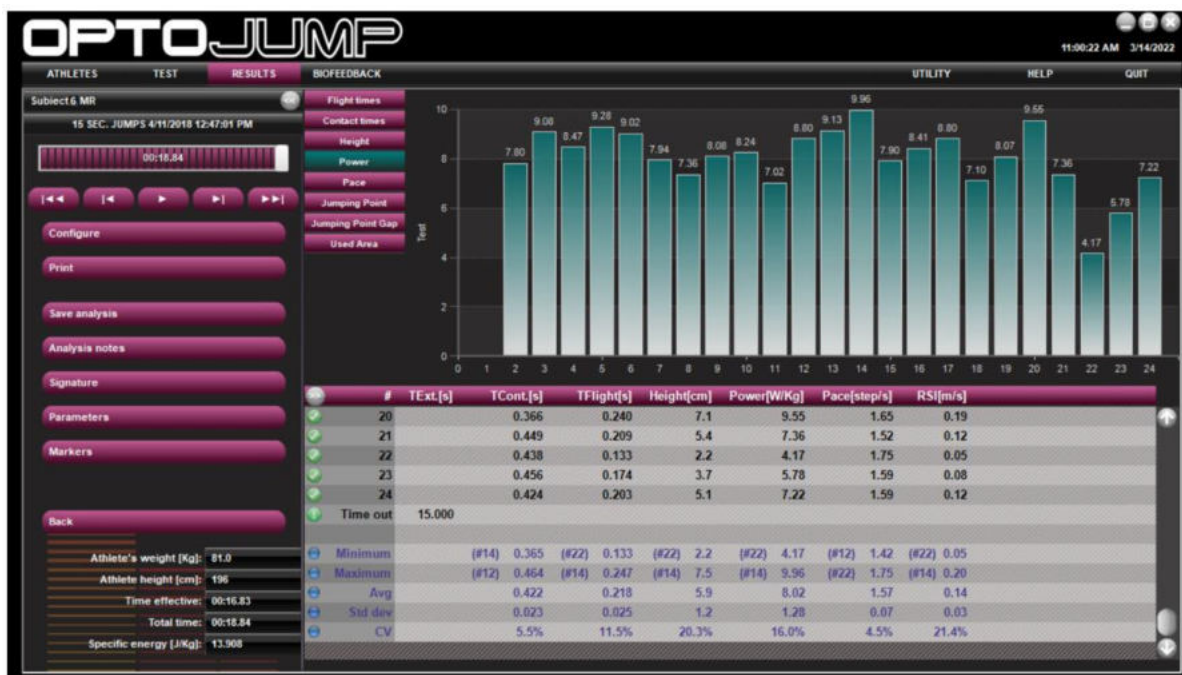 OPTOJUMP
11:00:22 AM 3/14/2022
ATHLETES TEST RESULTS BIOFEEDBACK UTILITY HELP QUIT
Subiect6 MR
15 SEC. JUMPS 4/11/2018 12:47:01 PM
00:18.84
Configure
Print
Save analysis
Analysis notes
Signature
Parameters
Markers
Back
Athlete's weight [Kg]: 81.0
Athlete height [cm]: 196
Time effective: 00:16.83
Total time: 00:18.84
Specific energy [J/Kg]: 13.908
Flight times
Contact times
Height
Power
Pace
Jumping Point
Jumping Point Gap
Used Area
Test
10
8
6
4
2
0
7.80 9.08 8.47 9.28 9.02 7.94 7.36 8.08 8.24 7.02 8.80 9.13 9.96 7.90 8.41 8.80 7.10 8.07 9.55 7.36 4.17 5.78 7.22
0 1 2 3 4 5 6 7 8 9 10 11 12 13 14 15 16 17 18 19 20 21 22 23 24
# TExt.[s] TCont.[s] TFlight[s] Height[cm] Power[W/Kg] Pace[step/s] RSI[m/s]
20 0.366 0.240 7.1 9.55 1.65 0.19
21 0.449 0.209 5.4 7.36 1.52 0.12
22 0.438 0.133 2.2 4.17 1.75 0.05
23 0.456 0.174 3.7 5.78 1.59 0.08
24 0.424 0.203 5.1 7.22 1.59 0.12
Time out 15.000
Minimum (#14) 0.365 (#22) 0.133 (#22) 2.2 (#22) 4.17 (#12) 1.42 (#22) 0.05
Maximum (#12) 0.464 (#14) 0.247 (#14) 7.5 (#14) 9.96 (#22) 1.75 (#14) 0.20
Avg 0.422 0.218 5.9 8.02 1.57 0.14
Std dev 0.023 0.025 1.2 1.28 0.07 0.03
CV 5.5% 11.5% 20.3% 16.0% 4.5% 21.4%